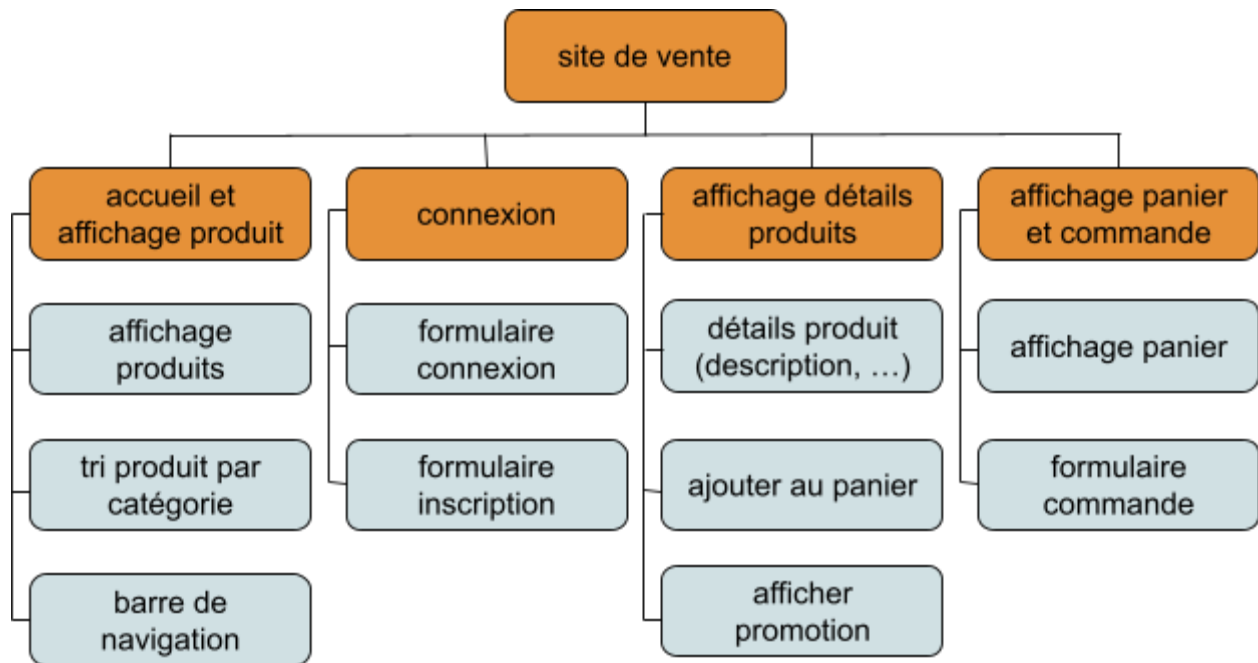 site de vente
accueil et
affichage produit
connexion
affichage détails
produits
affichage panier
et commande
affichage
produits
formulaire
connexion
détails produit
(description, …)
affichage panier
tri produit par
catégorie
formulaire
inscription
ajouter au panier
formulaire
commande
barre de
navigation
afficher
promotion